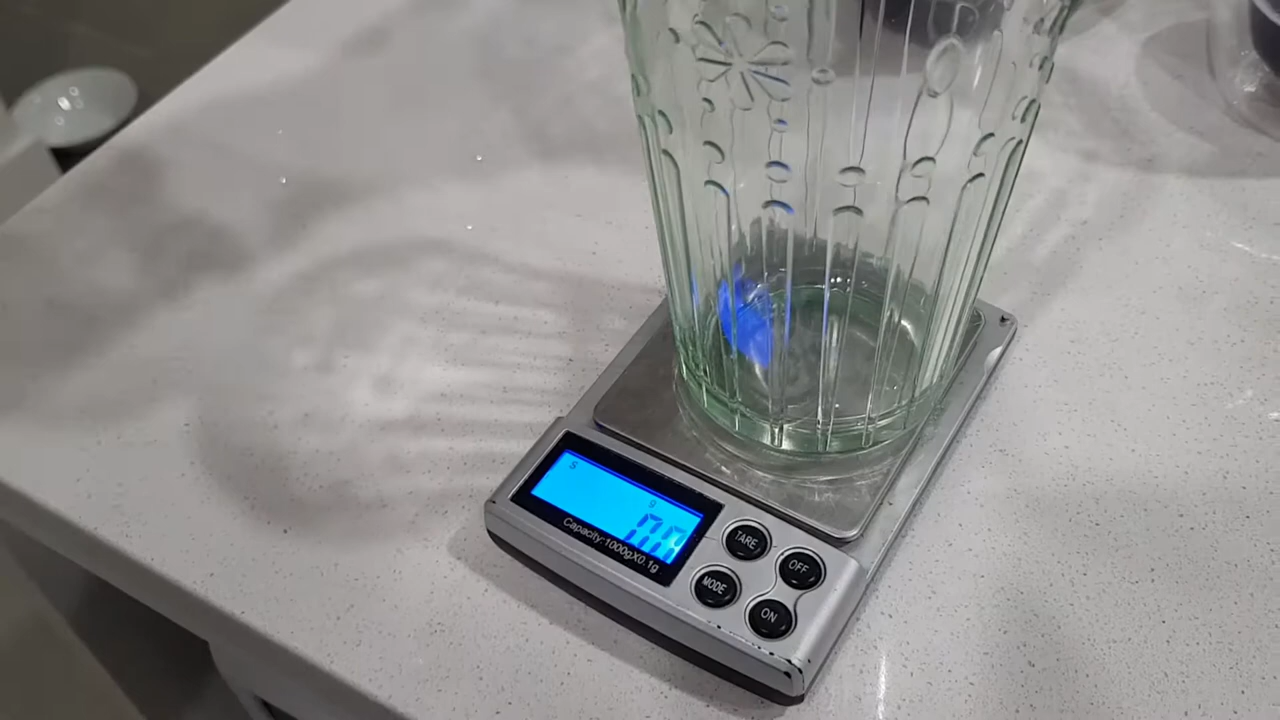 S
g
0.0
Capacity:1000gX0.1g
TARE
OFF
MODE
ON